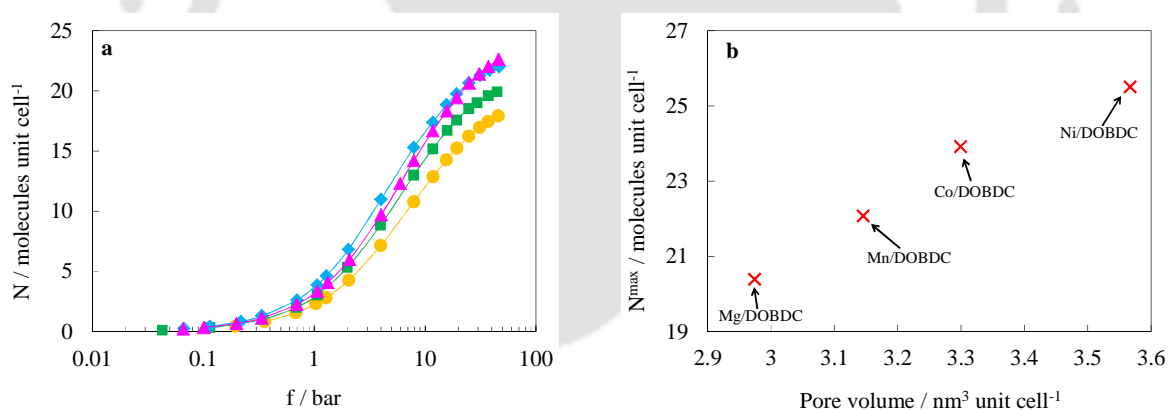 a
25
20
15
10
5
0
0.01 0.1 1 10 100
N / molecules unit cell-1
f / bar
b
27
25
23
21
19
2.9 3 3.1 3.2 3.3 3.4 3.5 3.6
Nmax / molecules unit cell-1
Pore volume / nm3 unit cell-1
Ni/DOBDC
Co/DOBDC
Mn/DOBDC
Mg/DOBDC